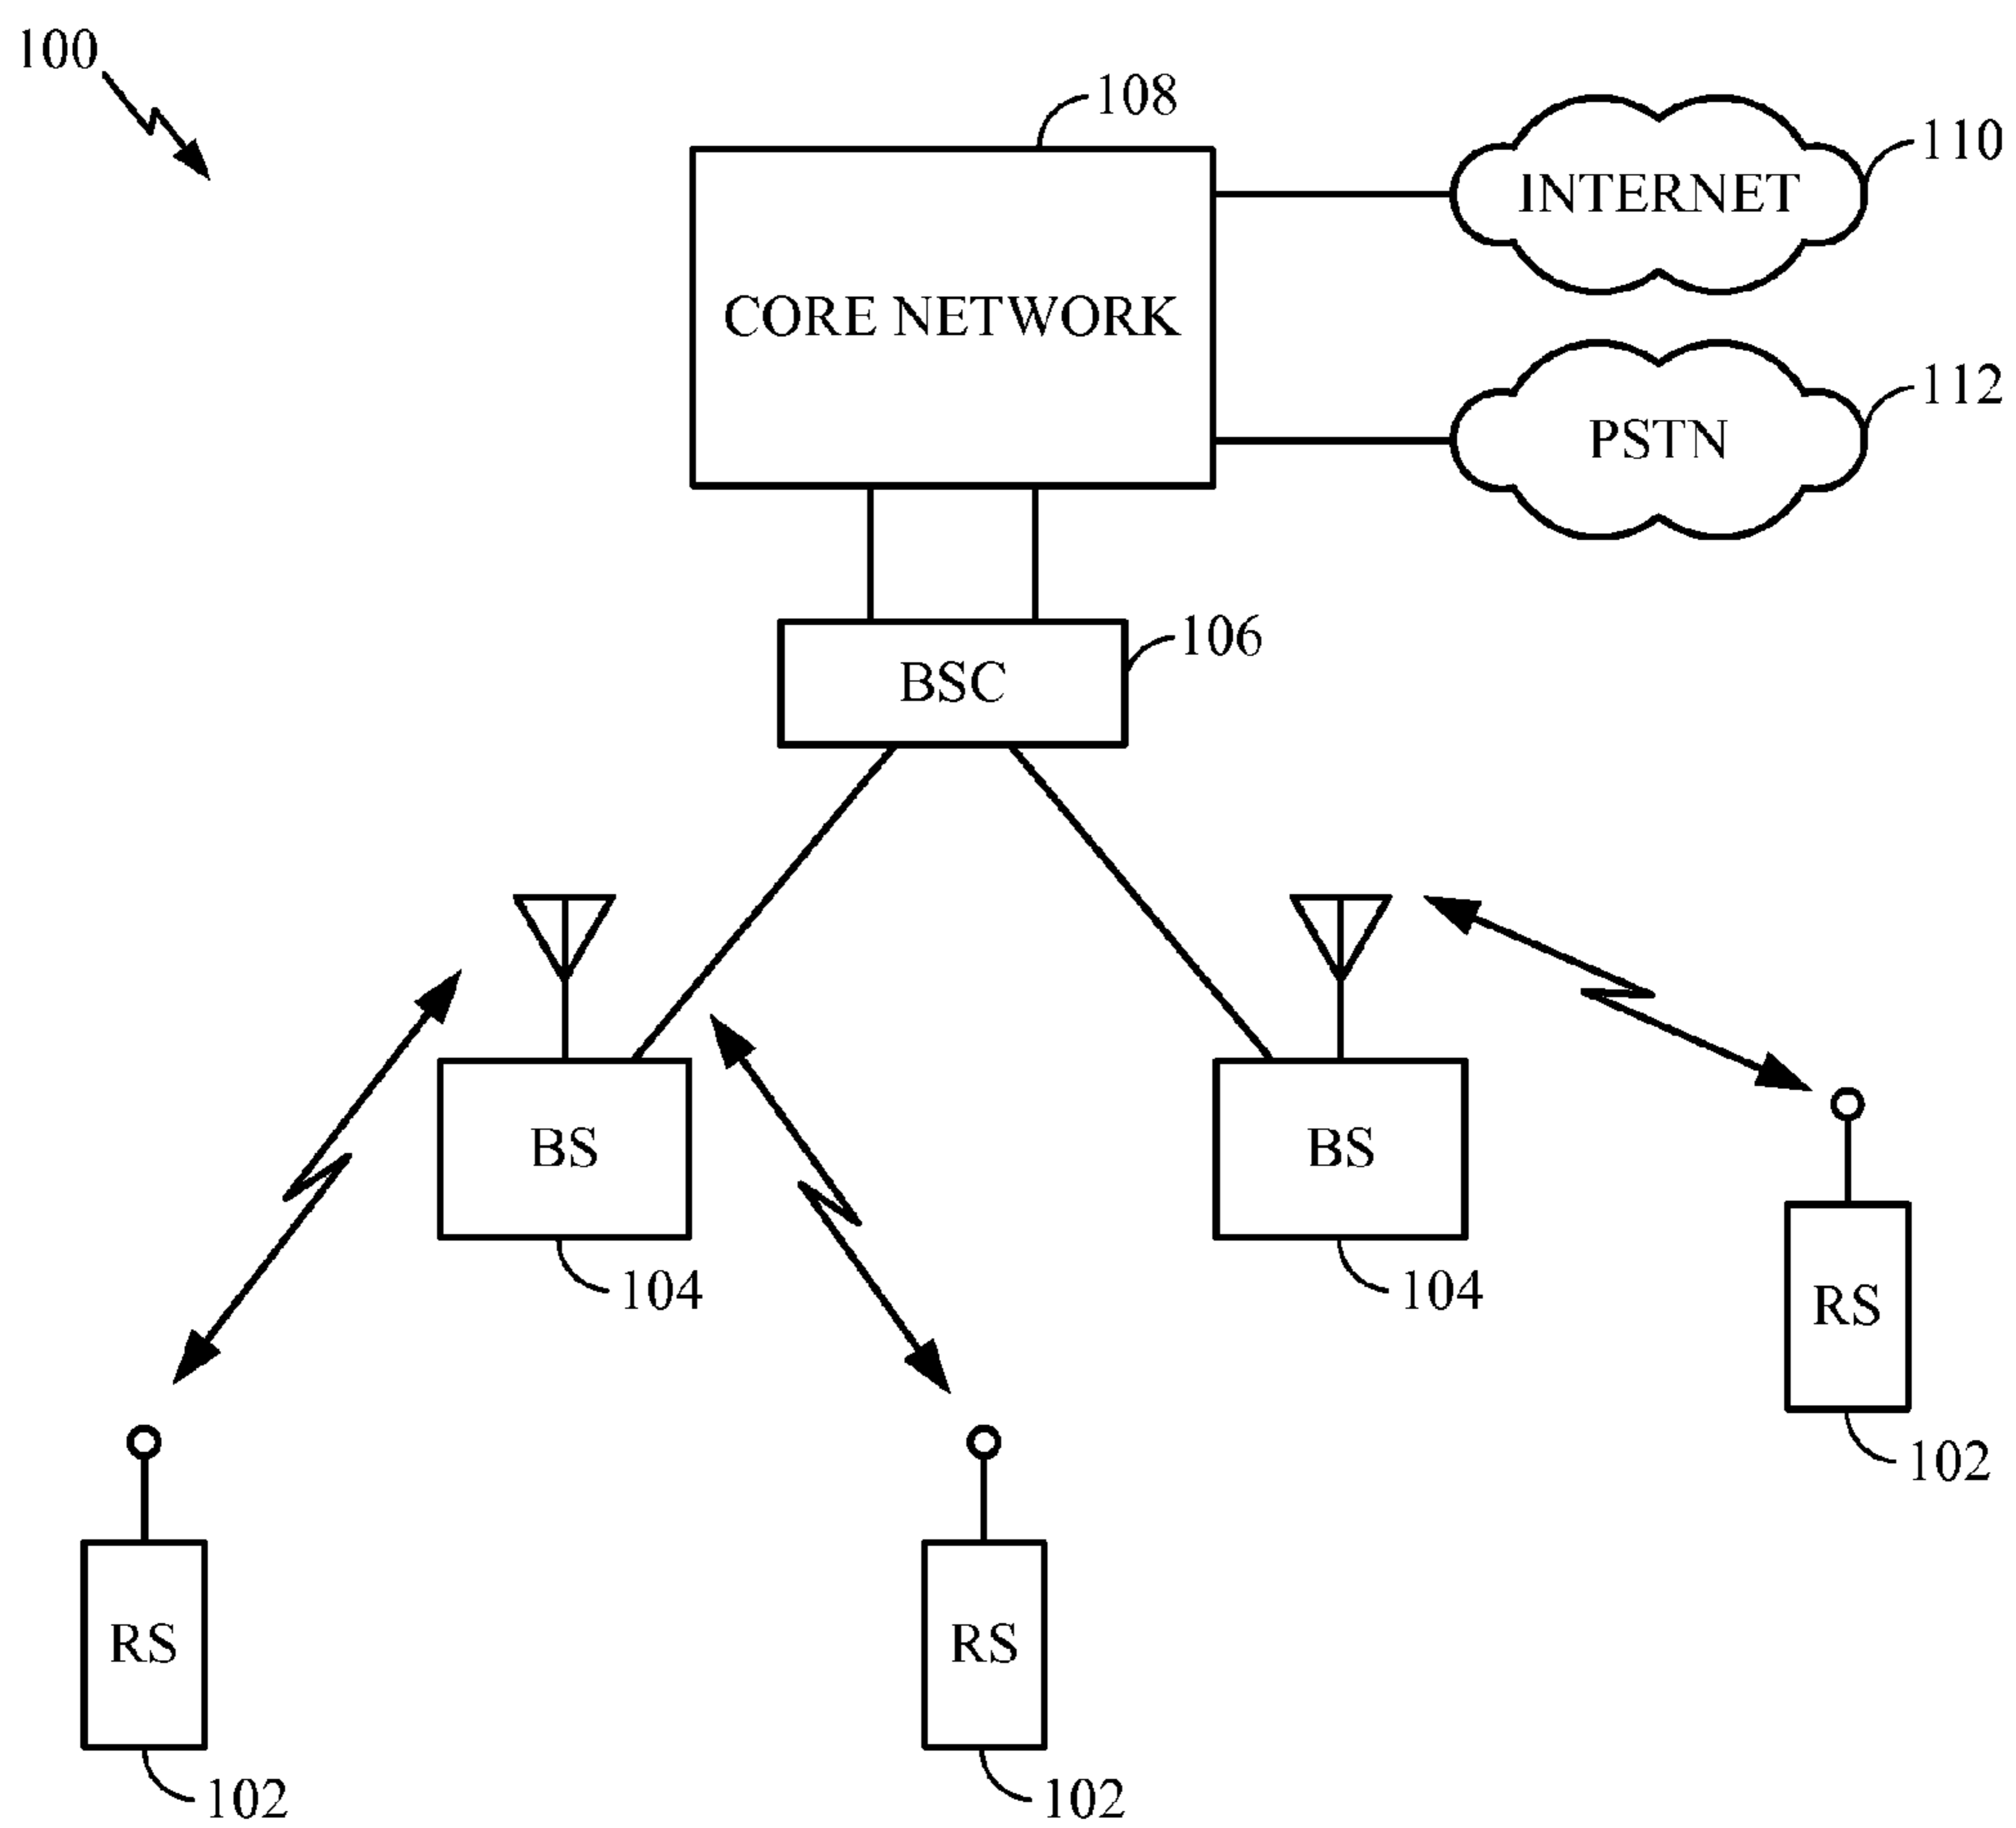 100
108
110
INTERNET
CORE NETWORK
112
PSTN
106
BSC
BS
BS
104
104
RS
102
RS
RS
102
102